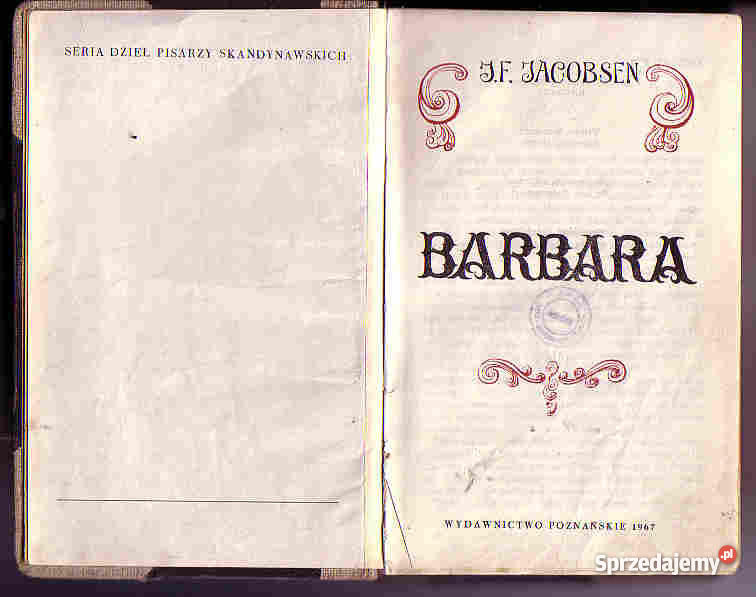 SERIA DZIEŁ PISARZY SKANDYNAWSKICH
J.F. JACOBSEN
BARBARA
WYDAWNICTWO POZNAŃSKIE 1967
Sprzedajemy.pl